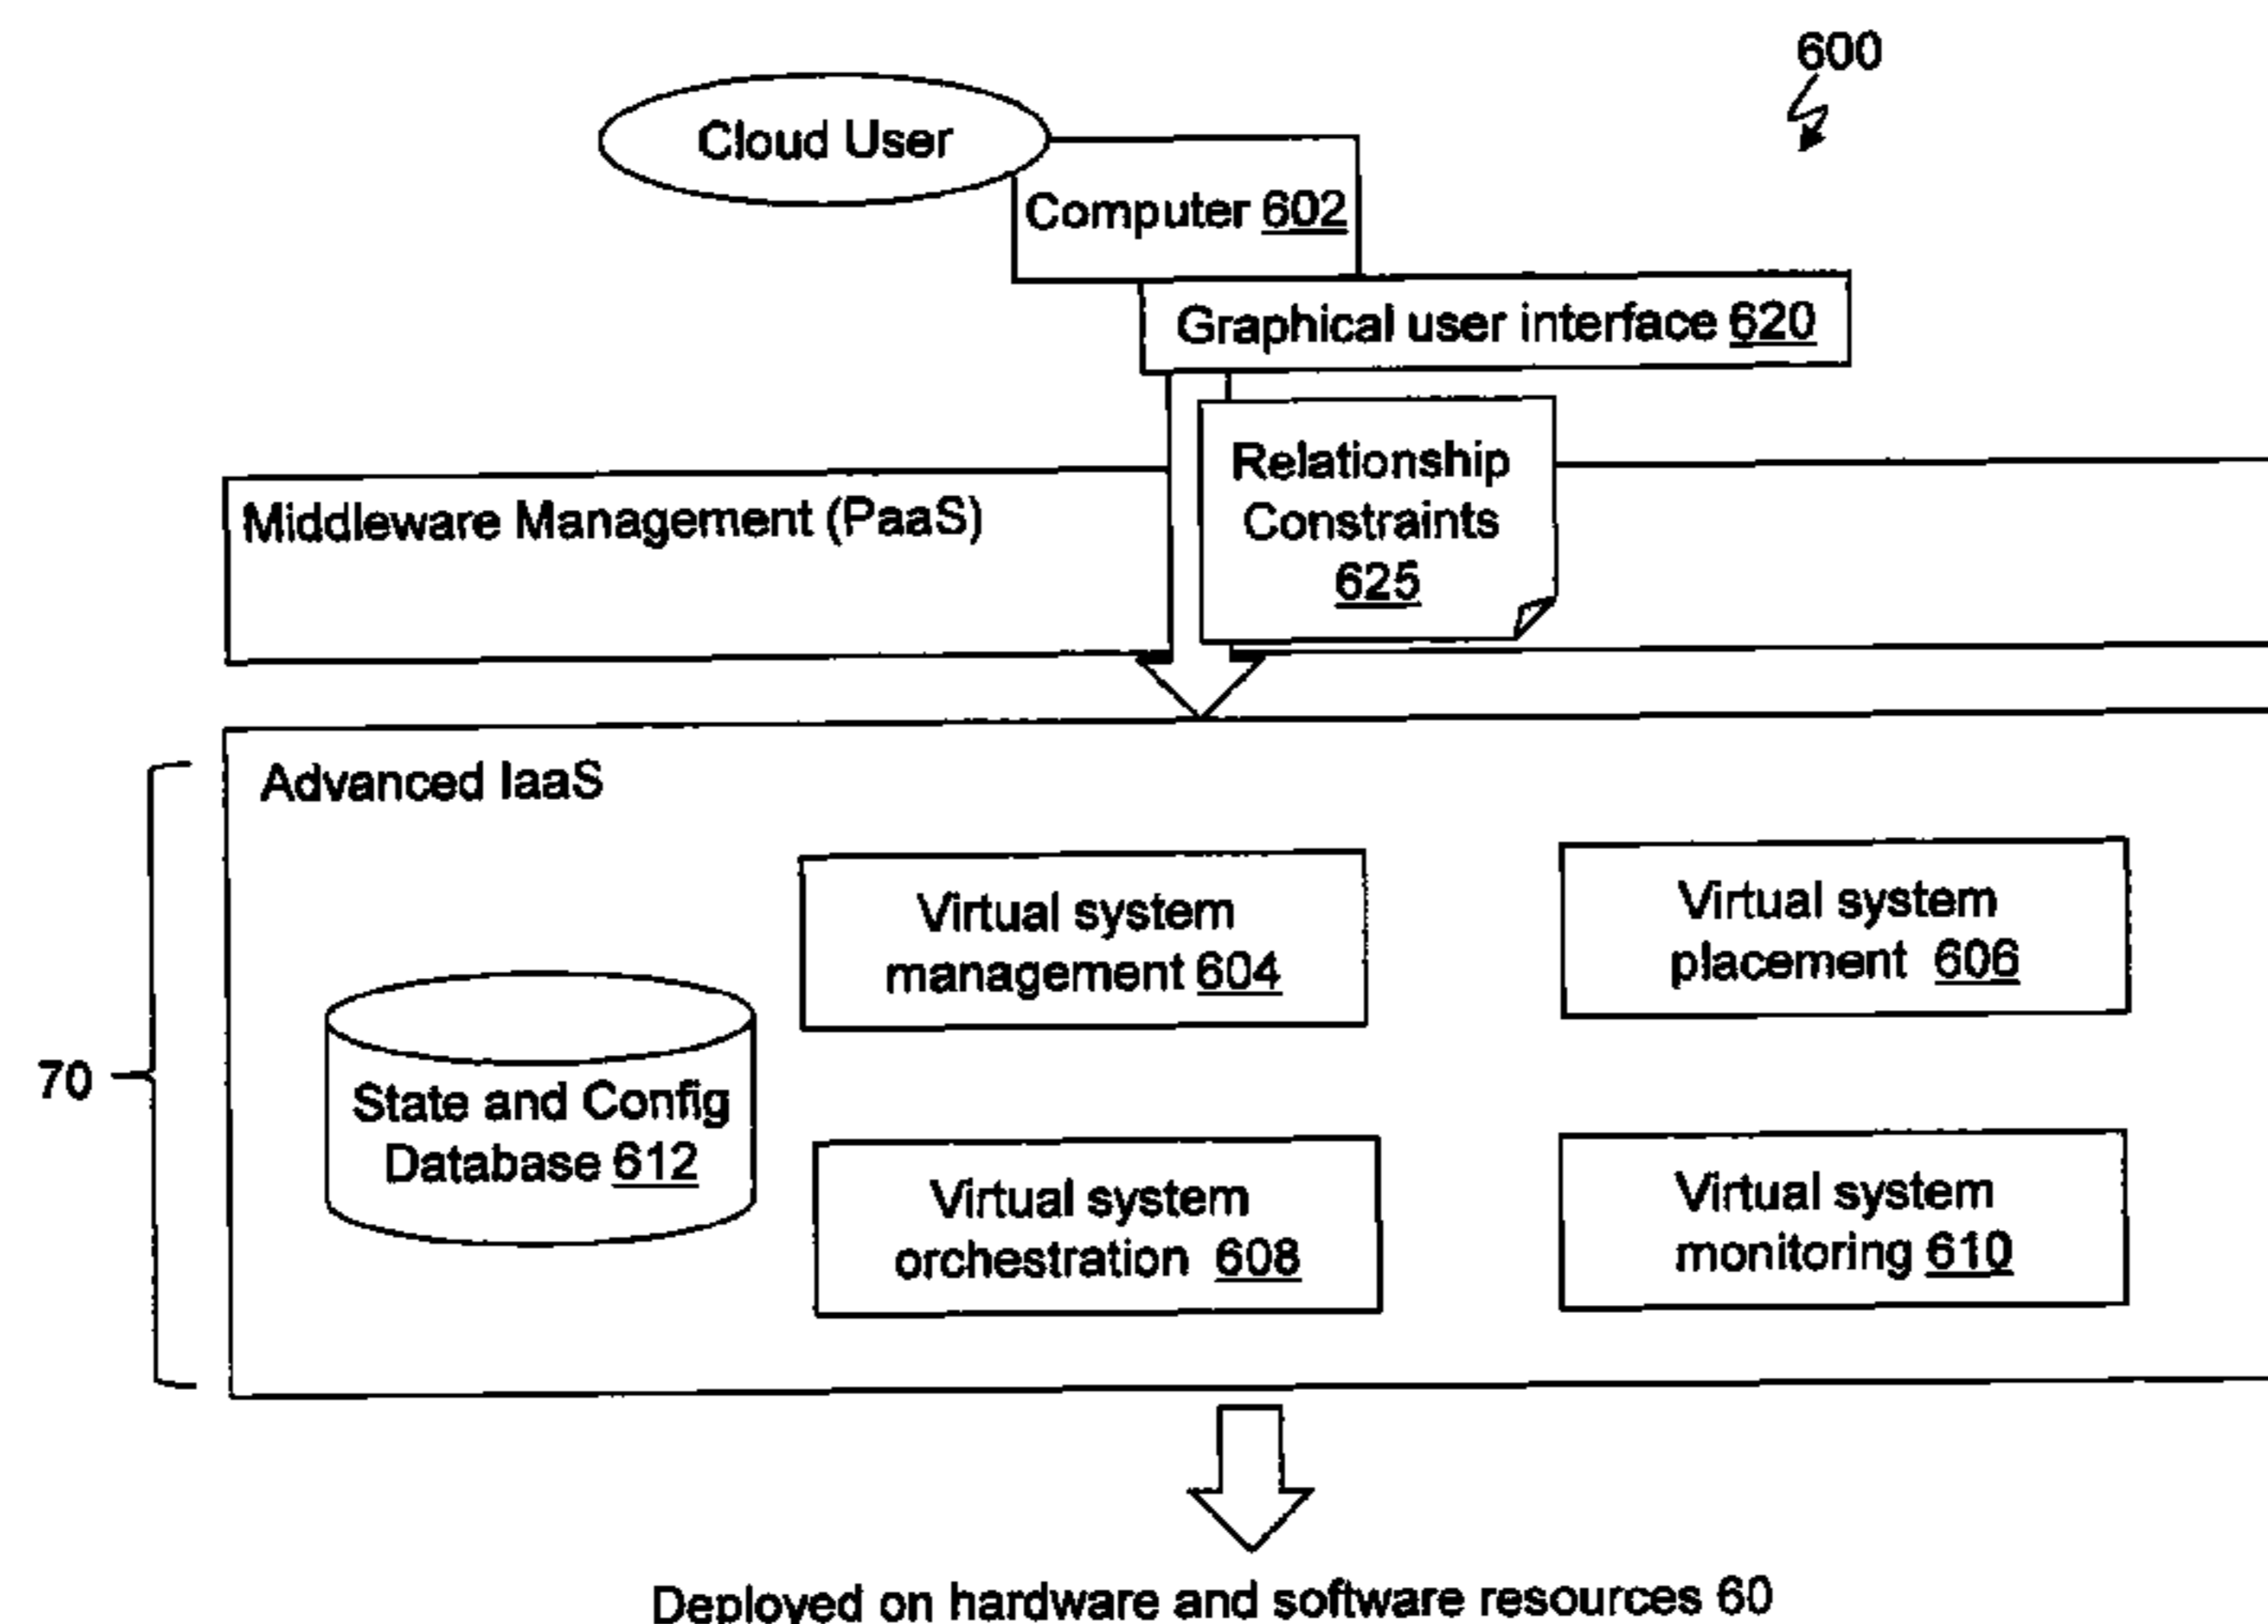 600
Cloud User
Computer 602
Graphical user interface 620
Relationship
Constraints
625
Middleware Management (PaaS)
Advanced IaaS
Virtual system
management 604
Virtual system
placement 606
70
State and Config
Database 612
Virtual system
orchestration 608
Virtual system
monitoring 610
Deployed on hardware and software resources 60